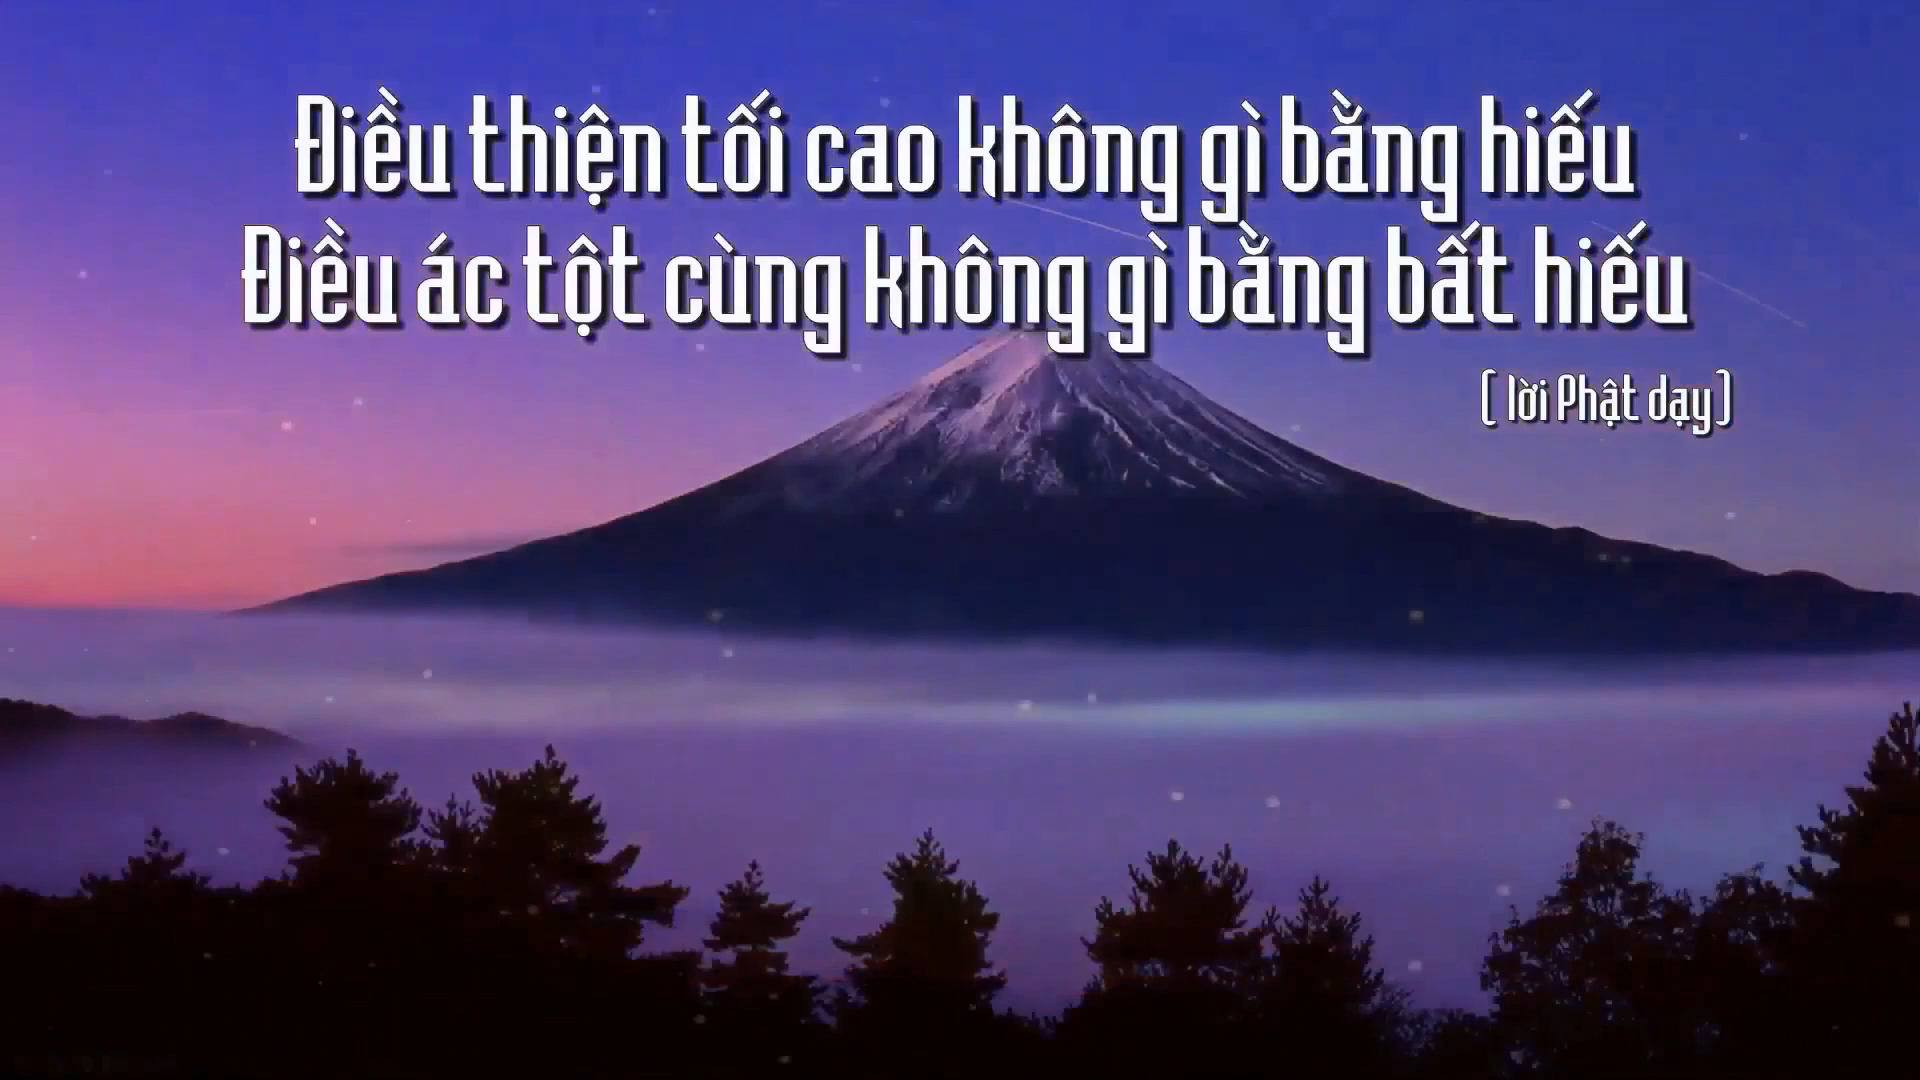 Điều thiện tối cao không gì bằng hiếu
Điều ác tột cùng không gì bằng bất hiếu
( lời Phật dạy)